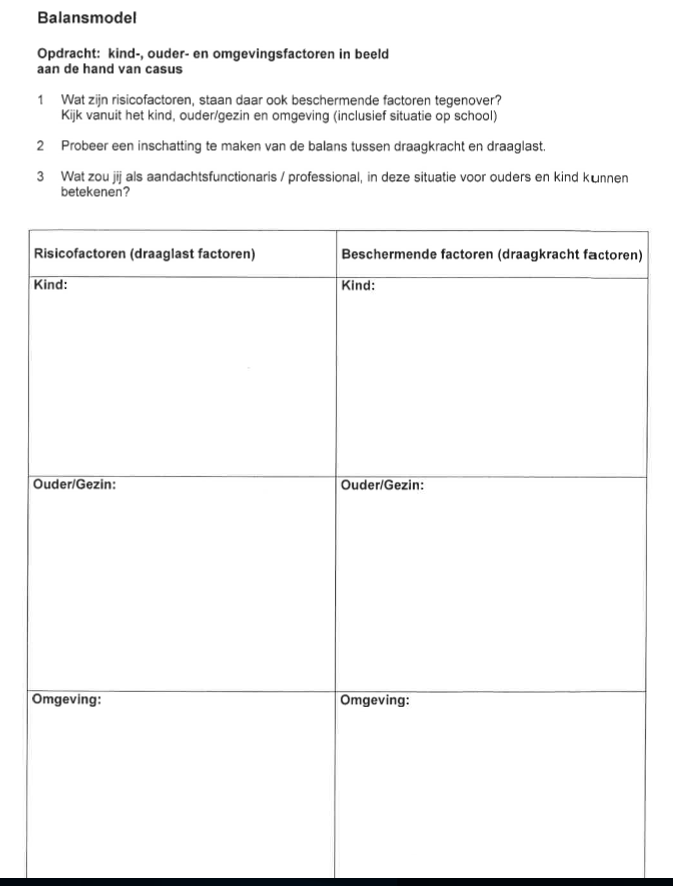 Balansmodel
Opdracht: kind-, ouder- en omgevingsfactoren in beeld
aan de hand van casus
1 Wat zijn risicofactoren, staan daar ook beschermende factoren tegenover?
Kijk vanuit het kind, ouder/gezin en omgeving (inclusief situatie op school)
2 Probeer een inschatting te maken van de balans tussen draagkracht en draaglast.
3 Wat zou jij als aandachtsfunctionaris / professional, in deze situatie voor ouders en kind kunnen
betekenen?
Risicofactoren (draaglast factoren)
Beschermende factoren (draagkracht factoren)
Kind:
Kind:
Ouder/Gezin:
Ouder/Gezin:
Omgeving:
Omgeving: